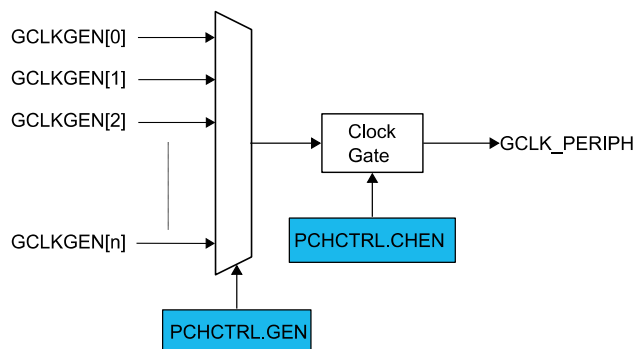 GCLKGEN[0]
GCLKGEN[1]
GCLKGEN[2]
GCLKGEN[n]
Clock
Gate
GCLK_PERIPH
PCHCTRL.CHEN
PCHCTRL.GEN